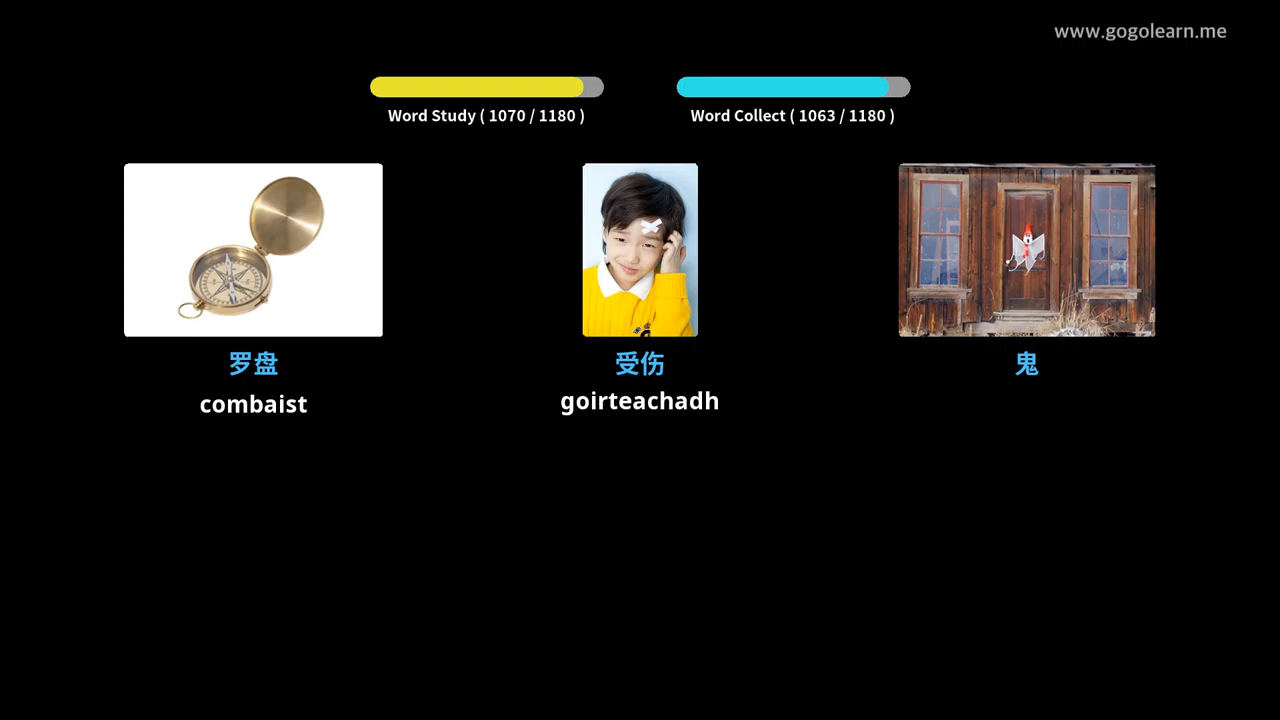 www.gogolearn.me
Word Study ( 1070 / 1180 )
Word Collect ( 1063 / 1180 )
罗盘
受伤
鬼
combaist
goirteachadh